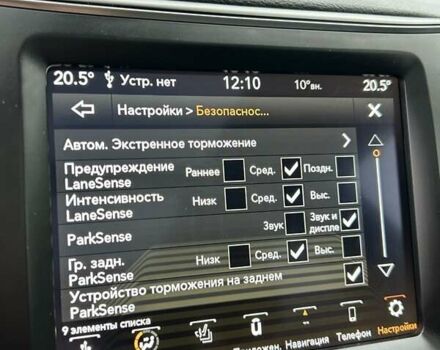 20.5° Устр. нет 12:10 10°вн. 20.5°
Настройки > Безопаснос... X
Автом. Экстренное торможение
Предупреждение LaneSense Раннее Сред. Поздн.
Интенсивность LaneSense Низк Сред. Выс.
ParkSense Звук Звук и диспле
Гр. задн. ParkSense Низк Сред. Выс.
Устройство торможения на заднем
9 элементы списка
Навигация Телефон Настройки